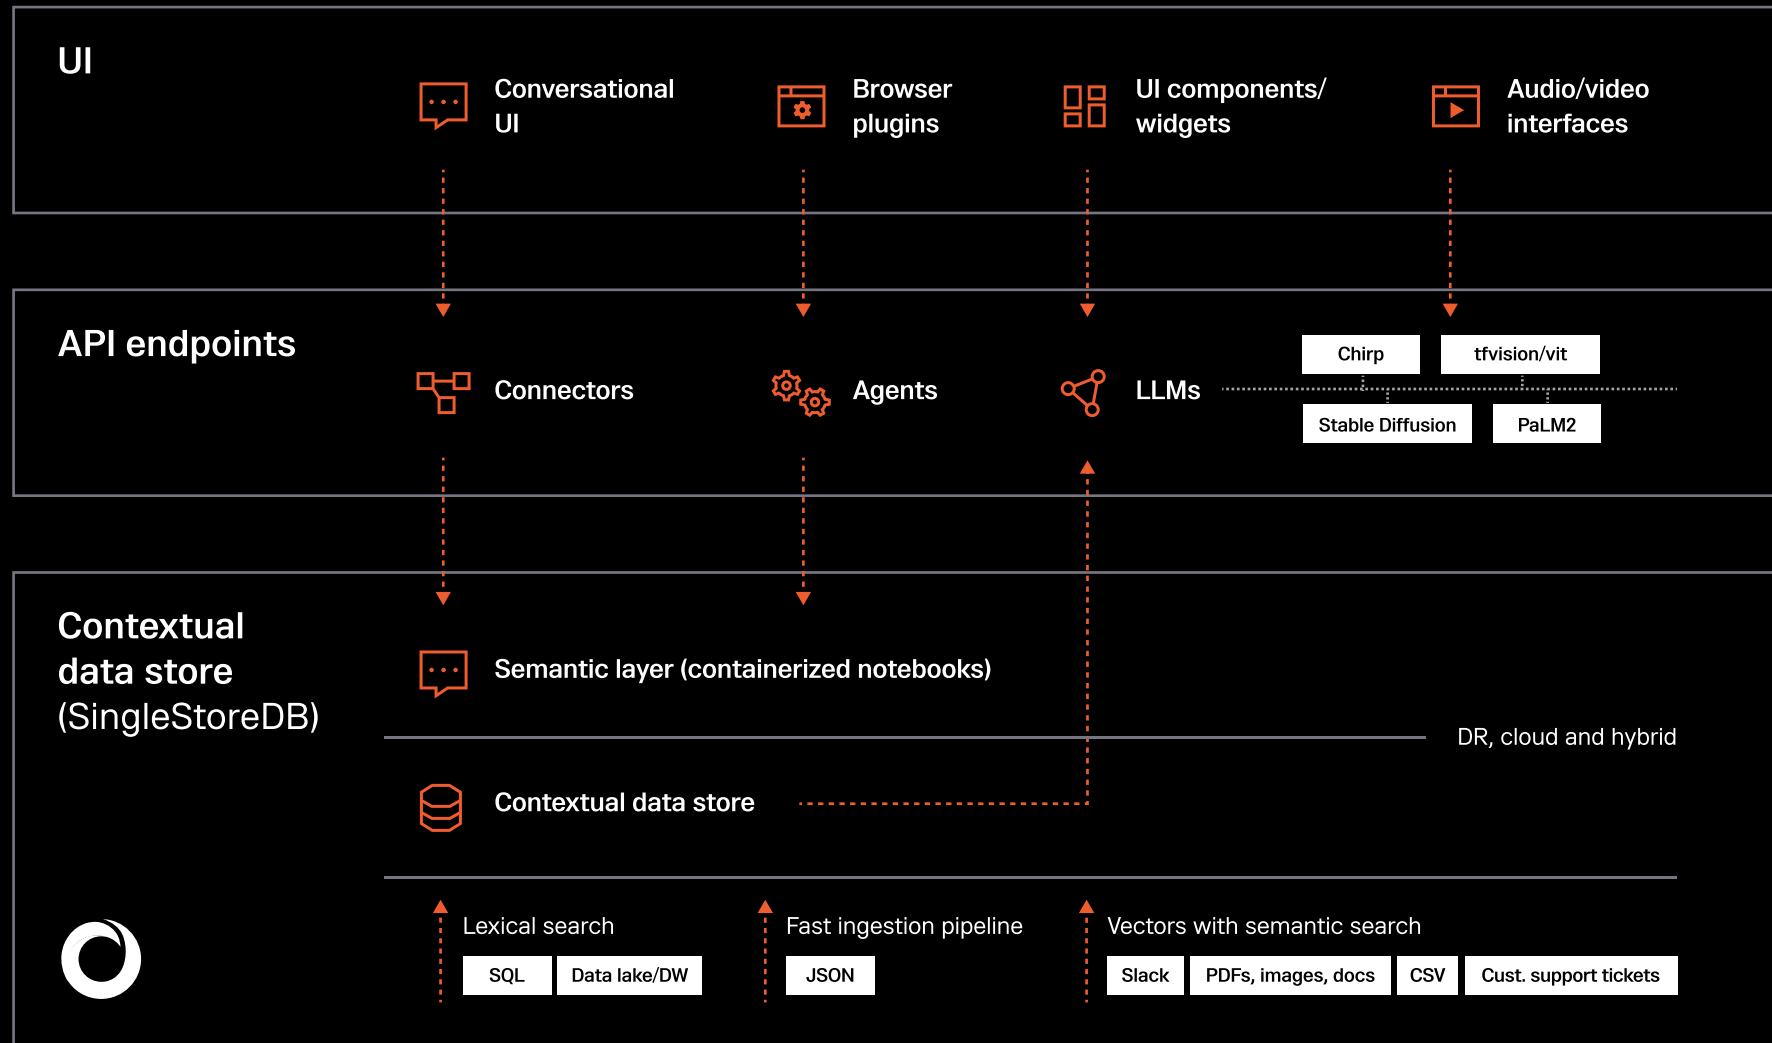 UI
Conversational
UI
Browser
plugins
UI components/
widgets
Audio/video
interfaces
API endpoints
Connectors
Agents
LLMs
Chirp
tfvision/vit
Stable Diffusion
PaLM2
Contextual
data store
(SingleStoreDB)
Semantic layer (containerized notebooks)
DR, cloud and hybrid
Contextual data store
Lexical search
SQL
Data lake/DW
Fast ingestion pipeline
JSON
Vectors with semantic search
Slack
PDFs, images, docs
CSV
Cust. support tickets